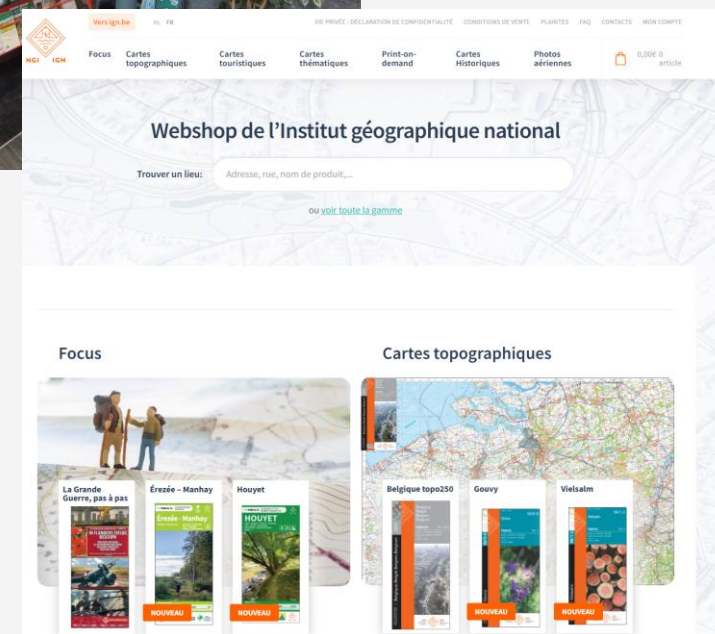 Vers ign.be
NL FR
VIE PRIVÉE : DÉCLARATION DE CONFIDENTIALITÉ CONDITIONS DE VENTE PLAINTES FAQ CONTACTS MON COMPTE
NGI IGN
Focus
Cartes
topographiques
Cartes
touristiques
Cartes
thématiques
Print-on-
demand
Cartes
Historiques
Photos
aériennes
0,00€ 0
article
Webshop de l'Institut géographique national
Trouver un lieu:
Adresse, rue, nom de produit,...
ou voir toute la gamme
Focus
Cartes topographiques
La Grande
Guerre, pas à pas
Érezée – Manhay
Houyet
Érezée - Manhay
HOUYET
NOUVEAU
NOUVEAU
Belgique topo250
Gouvy
Vielsalm
NOUVEAU
NOUVEAU